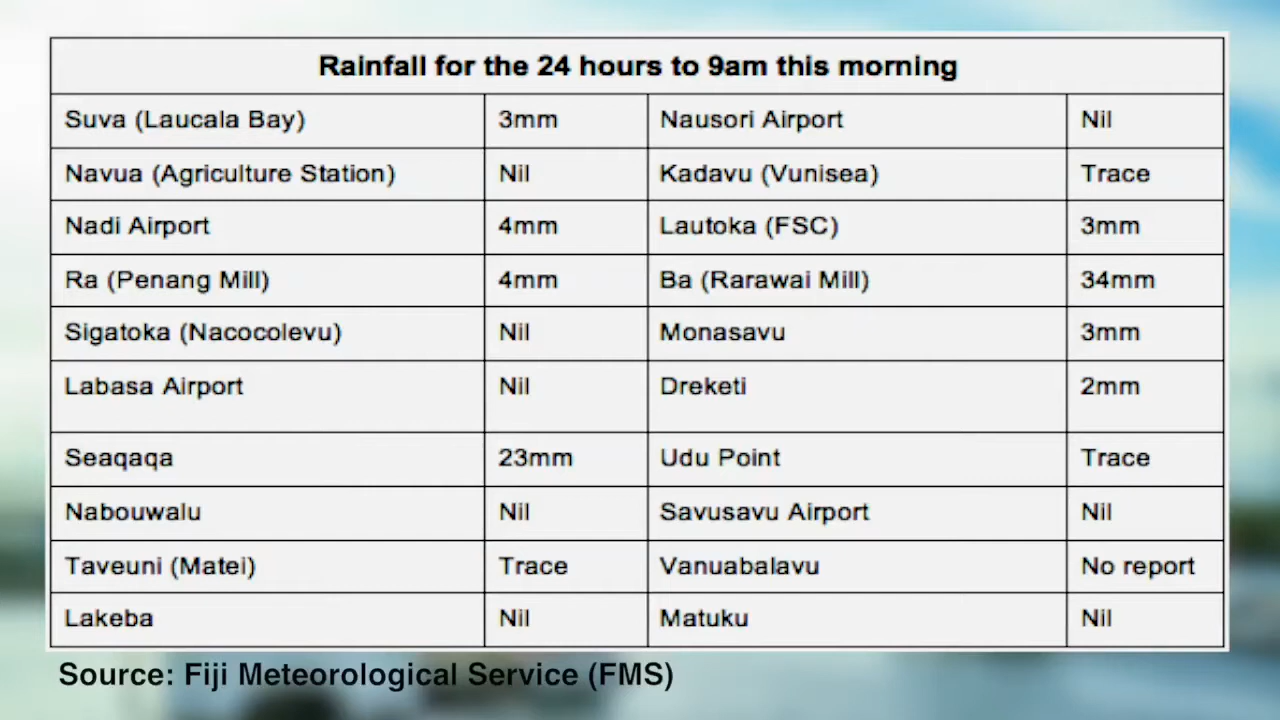 Rainfall for the 24 hours to 9am this morning
Suva (Laucala Bay) 3mm Nausori Airport Nil
Navua (Agriculture Station) Nil Kadavu (Vunisea) Trace
Nadi Airport 4mm Lautoka (FSC) 3mm
Ra (Penang Mill) 4mm Ba (Rarawai Mill) 34mm
Sigatoka (Nacocolevu) Nil Monasavu 3mm
Labasa Airport Nil Dreketi 2mm
Seaqaqa 23mm Udu Point Trace
Nabouwalu Nil Savusavu Airport Nil
Taveuni (Matei) Trace Vanuabalavu No report
Lakeba Nil Matuku Nil
Source: Fiji Meteorological Service (FMS)